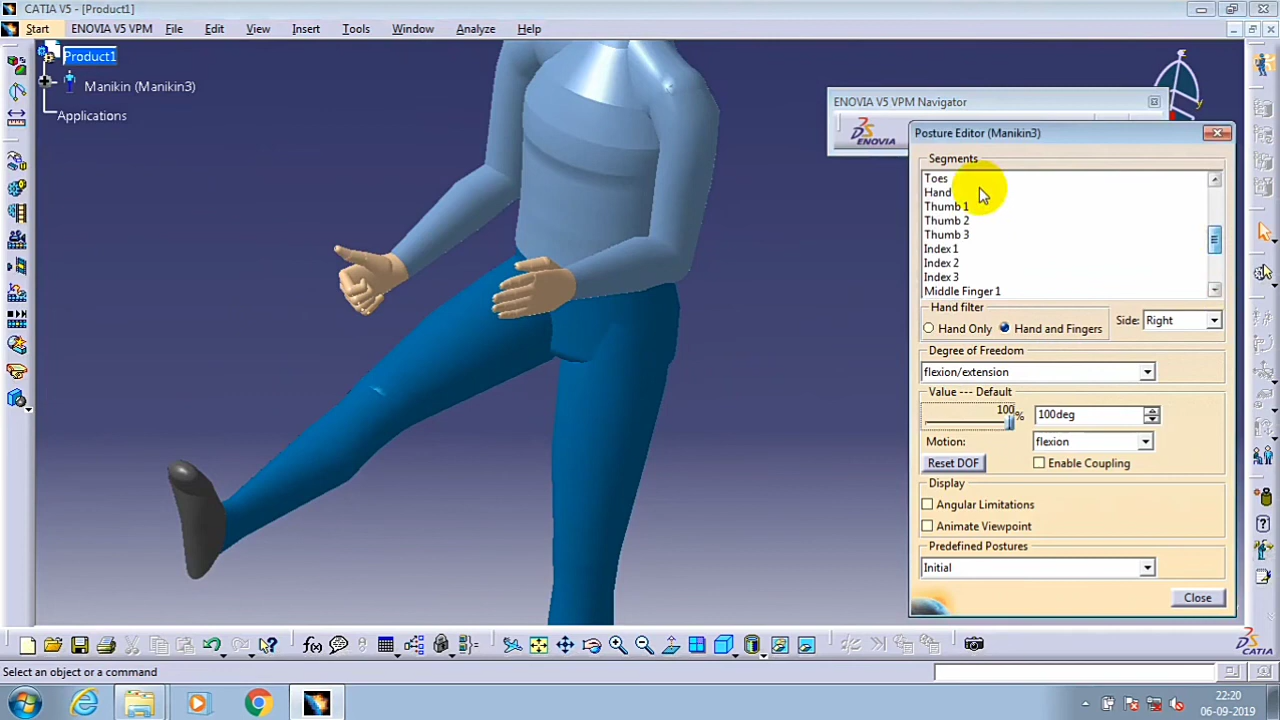 CATIA V5 - [Product1]
Start ENOVIA V5 VPM File Edit View Insert Tools Window Analyze Help
Product1
Manikin (Manikin3)
Applications
ENOVIA V5 VPM Navigator
ENOVIA
Posture Editor (Manikin3)
Segments
Toes
Hand
Thumb 1
Thumb 2
Thumb 3
Index 1
Index 2
Index 3
Middle Finger 1
Hand filter
Hand Only Hand and Fingers Side: Right
Degree of Freedom
flexion/extension
Value --- Default
100 % 100deg
Motion: flexion
Reset DOF Enable Coupling
Display
Angular Limitations
Animate Viewpoint
Predefined Postures
Initial
Close
f(x)
CATIA
Select an object or a command
22:20
06-09-2019